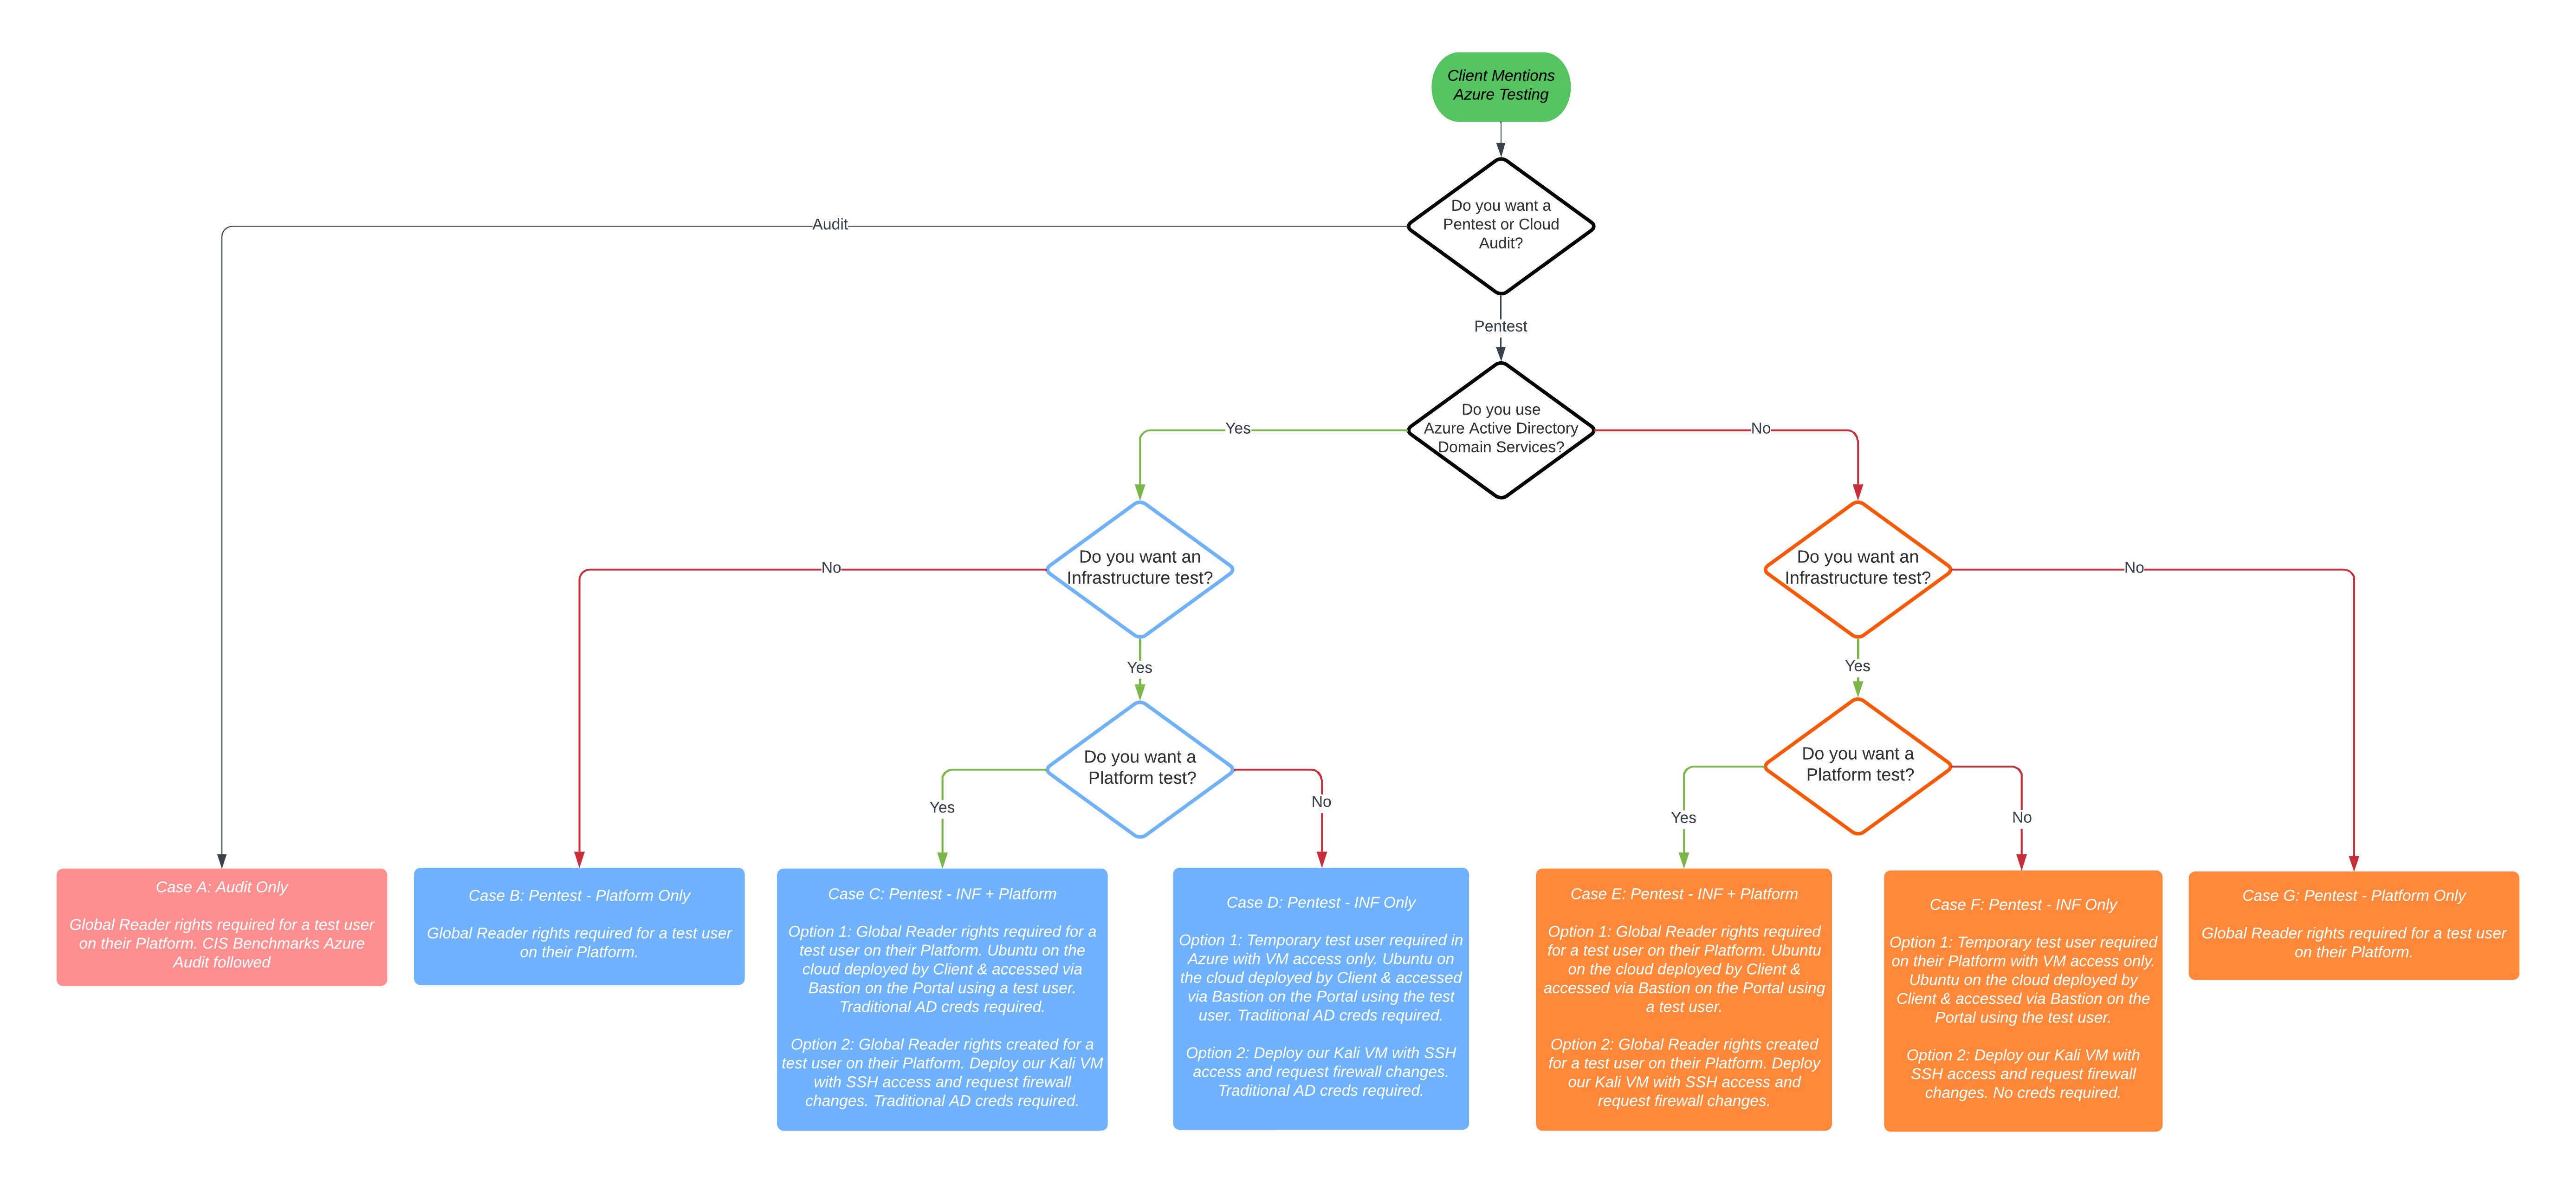 Client Mentions
Azure Testing
Do you want a
Pentest or Cloud
Audit?
Audit
Pentest
Do you use
Azure Active Directory
Domain Services?
Yes
No
Do you want an
Infrastructure test?
No
Yes
Do you want an
Infrastructure test?
No
Yes
Do you want a
Platform test?
Yes
No
Do you want a
Platform test?
Yes
No
Case A: Audit Only
Global Reader rights required for a test user
on their Platform. CIS Benchmarks Azure
Audit followed
Case B: Pentest - Platform Only
Global Reader rights required for a test user
on their Platform.
Case C: Pentest - INF + Platform
Option 1: Global Reader rights required for a
test user on their Platform. Ubuntu on the
cloud deployed by Client & accessed via
Bastion on the Portal using a test user.
Traditional AD creds required.
Option 2: Global Reader rights created for a
test user on their Platform. Deploy our Kali VM
with SSH access and request firewall
changes. Traditional AD creds required.
Case D: Pentest - INF Only
Option 1: Temporary test user required in
Azure with VM access only. Ubuntu on
the cloud deployed by Client & accessed
via Bastion on the Portal using the test
user. Traditional AD creds required.
Option 2: Deploy our Kali VM with SSH
access and request firewall changes.
Traditional AD creds required.
Case E: Pentest - INF + Platform
Option 1: Global Reader rights required
for a test user on their Platform. Ubuntu
on the cloud deployed by Client &
accessed via Bastion on the Portal using
a test user.
Option 2: Global Reader rights created
for a test user on their Platform. Deploy
our Kali VM with SSH access and
request firewall changes.
Case F: Pentest - INF Only
Option 1: Temporary test user required
on their Platform with VM access only.
Ubuntu on the cloud deployed by
Client & accessed via Bastion on the
Portal using the test user.
Option 2: Deploy our Kali VM with
SSH access and request firewall
changes. No creds required.
Case G: Pentest - Platform Only
Global Reader rights required for a test user
on their Platform.